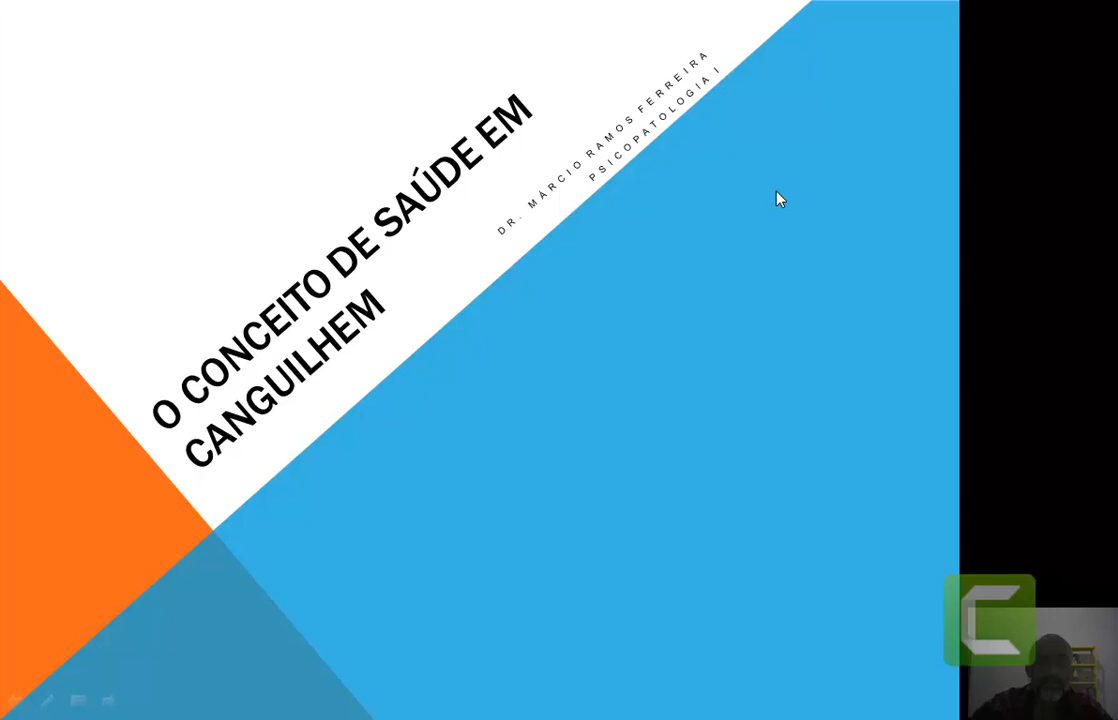 O CONCEITO DE SAÚDE EM
CANGUILHEM
DR. MÁRCIO RAMOS FERREIRA
PSICOPATOLOGIA I